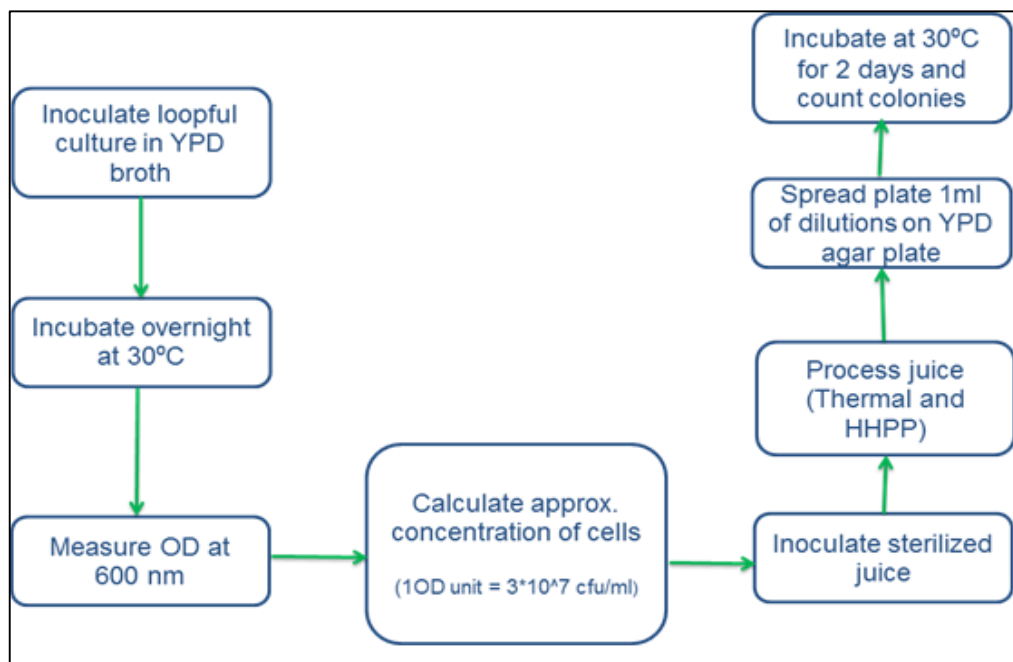 Inoculate loopful
culture in YPD
broth
Incubate overnight
at 30ºC
Measure OD at
600 nm
Calculate approx.
concentration of cells
(1OD unit = 3*10^7 cfu/ml)
Inoculate sterilized
juice
Process juice
(Thermal and
HHPP)
Spread plate 1ml
of dilutions on YPD
agar plate
Incubate at 30ºC
for 2 days and
count colonies